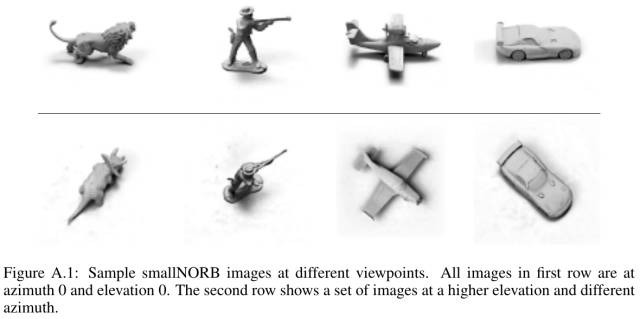 Figure A.1: Sample smallNORB images at different viewpoints. All images in first row are at
azimuth 0 and elevation 0. The second row shows a set of images at a higher elevation and different
azimuth.